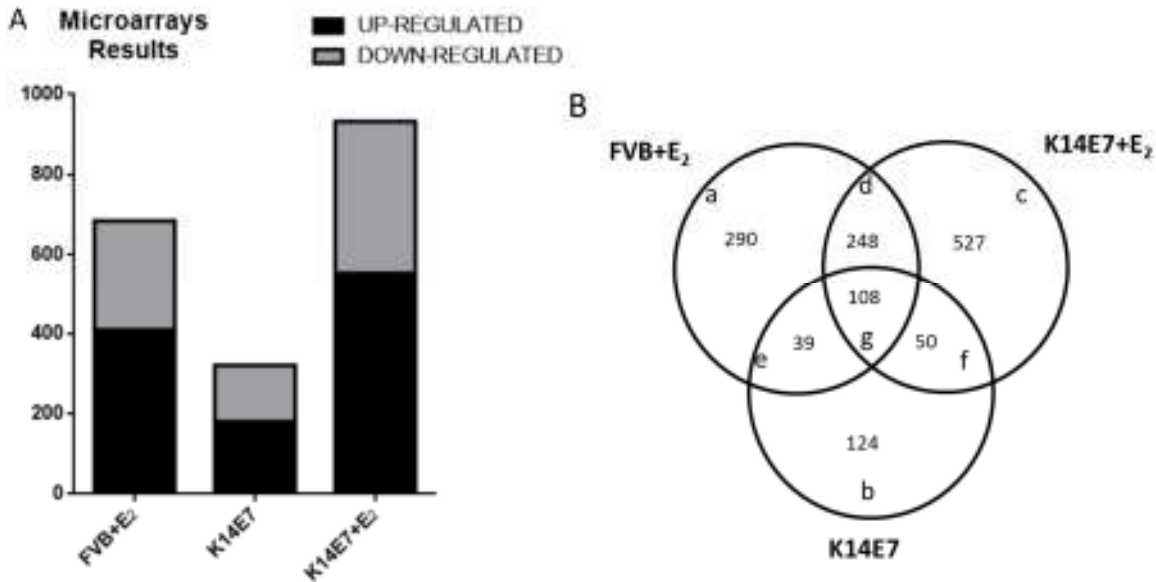 A
Microarrays
Results
UP-REGULATED
DOWN-REGULATED
1000
800
600
400
200
0
FVB+E₂
K14E7
K14E7+E₂
B
FVB+E₂
K14E7+E₂
a
d
c
290
248
527
108
39
g
50
e
f
124
b
K14E7